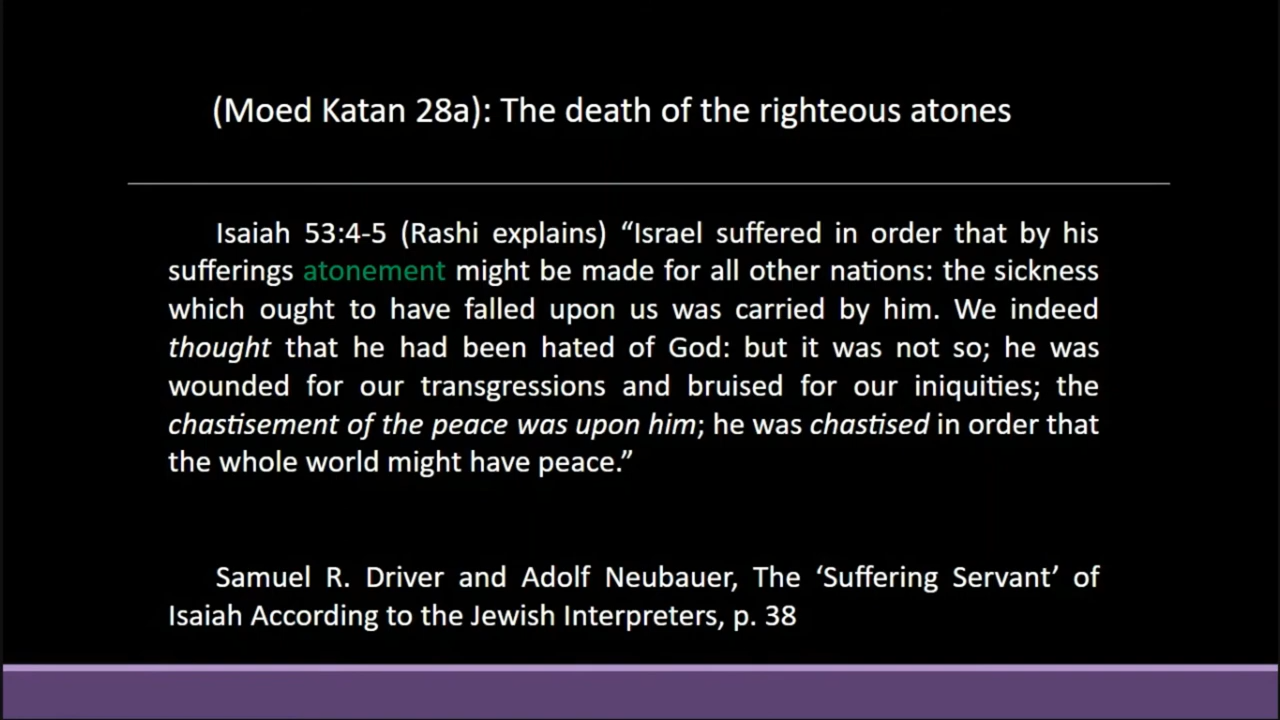 (Moed Katan 28a): The death of the righteous atones
Isaiah 53:4-5 (Rashi explains) “Israel suffered in order that by his
sufferings atonement might be made for all other nations: the sickness
which ought to have falled upon us was carried by him. We indeed
thought that he had been hated of God: but it was not so; he was
wounded for our transgressions and bruised for our iniquities; the
chastisement of the peace was upon him; he was chastised in order that
the whole world might have peace.”
Samuel R. Driver and Adolf Neubauer, The ‘Suffering Servant’ of
Isaiah According to the Jewish Interpreters, p. 38